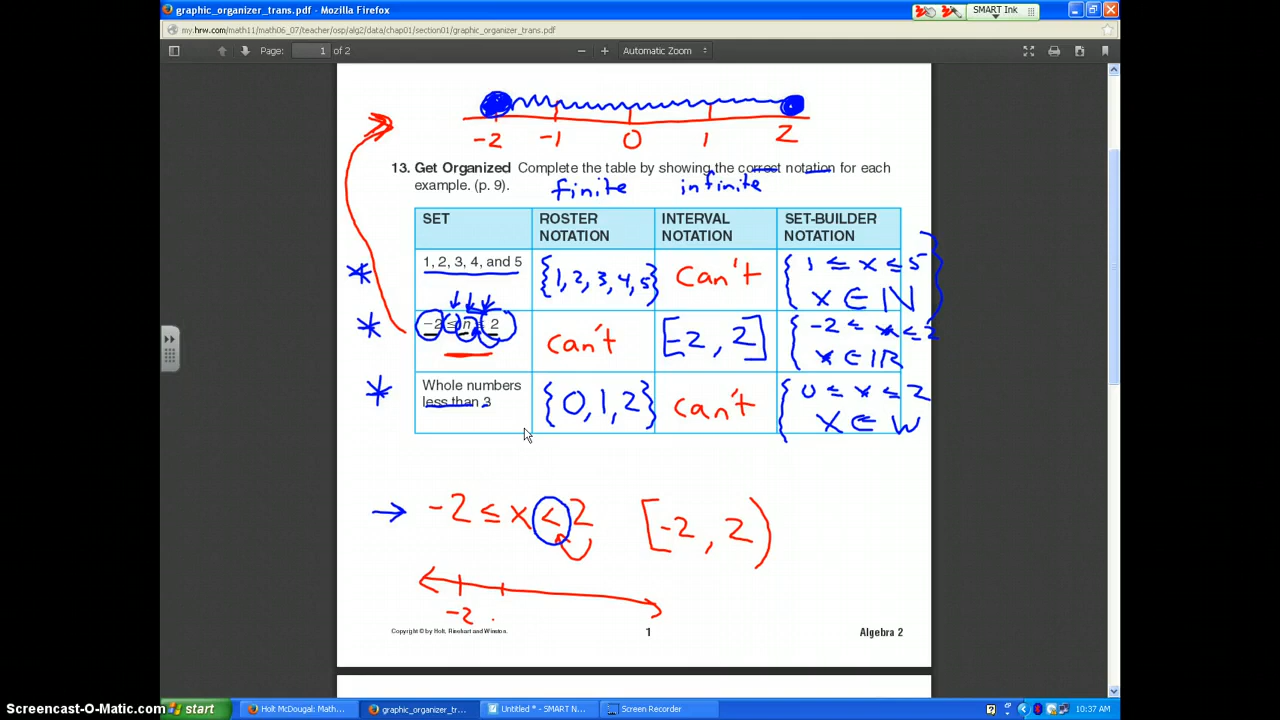 graphic_organizer_trans.pdf - Mozilla Firefox
SMART Ink
my.hrw.com/math11/math06_07/teacher/osp/alg2/data/chap01/section01/graphic_organizer_trans.pdf
Page: 1 of 2
Automatic Zoom
-2 -1 0 1 2
13. Get Organized Complete the table by showing the correct notation for each
example. (p. 9).
finite infinite
SET
ROSTER
NOTATION
INTERVAL
NOTATION
SET-BUILDER
NOTATION
1, 2, 3, 4, and 5
{1, 2, 3, 4, 5}
can't
{ 1 ≤ x ≤ 5
x ∈ ℕ }
−2 ≤ n ≤ 2
can't
[-2, 2]
{ -2 ≤ x ≤ 2
x ∈ ℝ
Whole numbers
less than 3
{0, 1, 2}
can't
{ 0 ≤ x ≤ 2
x ∈ W
→ -2 ≤ x < 2 [-2, 2)
-2
Copyright © by Holt, Rinehart and Winston.
1
Algebra 2
Screencast-O-Matic.com
start
Holt McDougal: Math...
graphic_organizer_tra...
Untitled * - SMART N...
Screen Recorder
10:37 AM